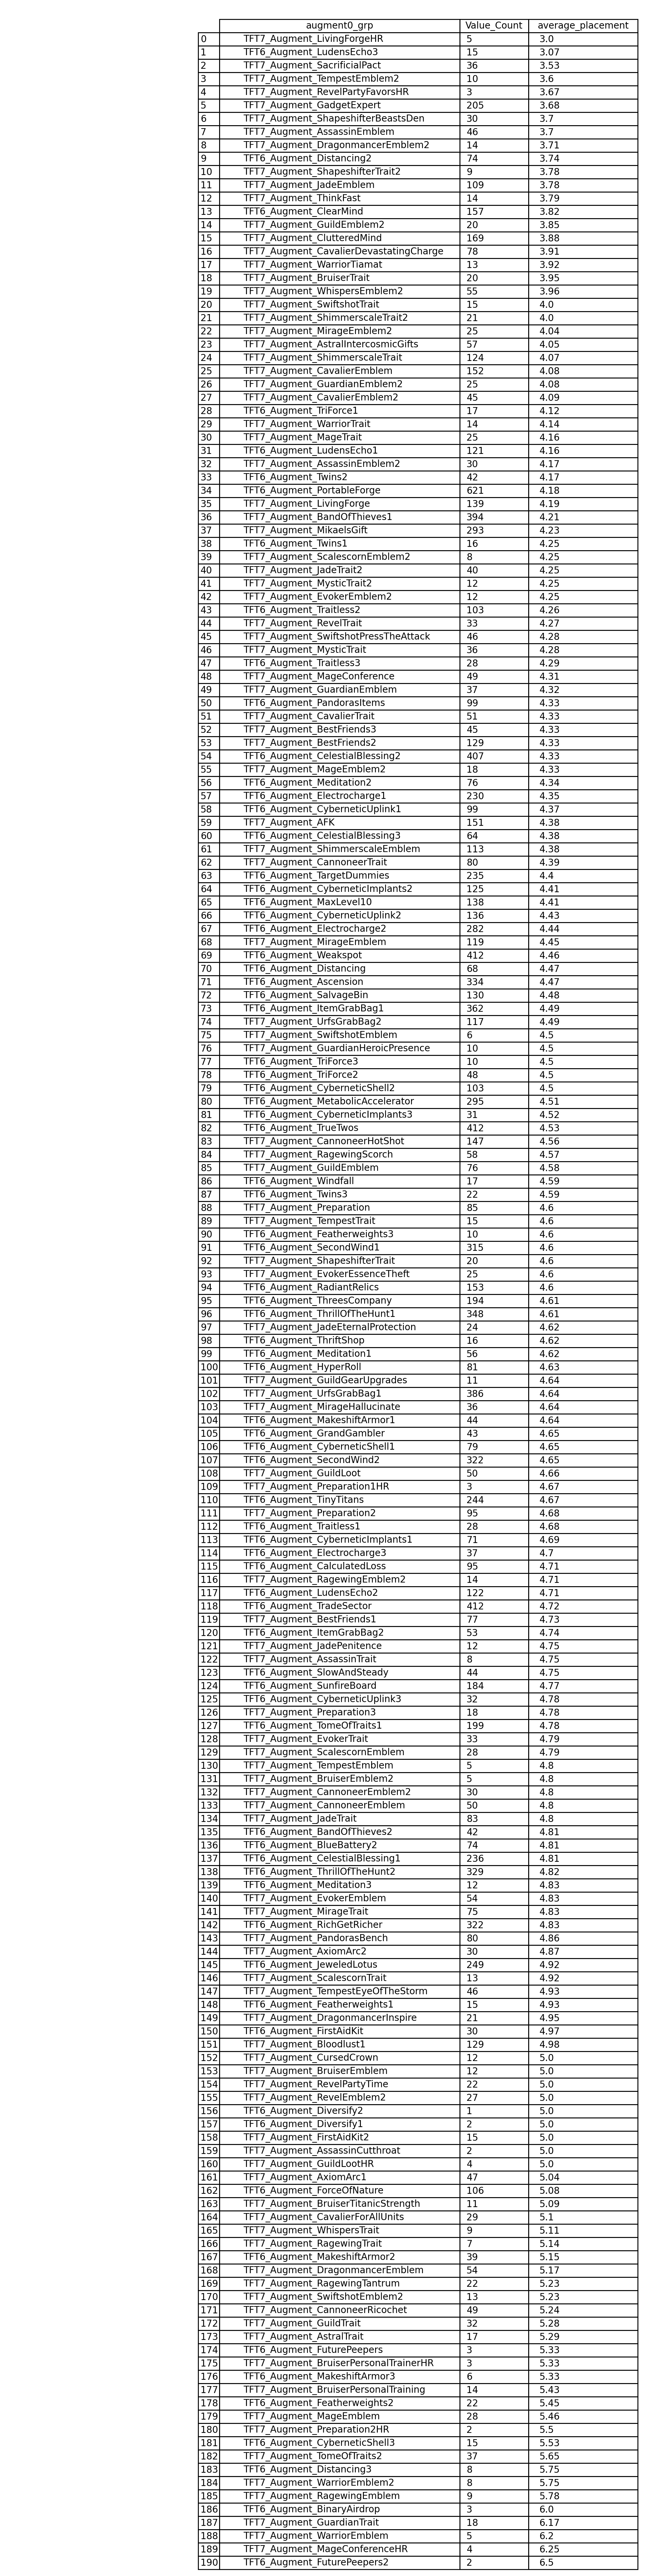 augment0_grp Value_Count average_placement
0 TFT7_Augment_LivingForgeHR 5 3.0
1 TFT6_Augment_LudensEcho3 15 3.07
2 TFT7_Augment_SacrificialPact 36 3.53
3 TFT7_Augment_TempestEmblem2 10 3.6
4 TFT7_Augment_RevelPartyFavorsHR 3 3.67
5 TFT7_Augment_GadgetExpert 205 3.68
6 TFT7_Augment_ShapeshifterBeastsDen 30 3.7
7 TFT7_Augment_AssassinEmblem 46 3.7
8 TFT7_Augment_DragonmancerEmblem2 14 3.71
9 TFT6_Augment_Distancing2 74 3.74
10 TFT7_Augment_ShapeshifterTrait2 9 3.78
11 TFT7_Augment_JadeEmblem 109 3.78
12 TFT7_Augment_ThinkFast 14 3.79
13 TFT6_Augment_ClearMind 157 3.82
14 TFT7_Augment_GuildEmblem2 20 3.85
15 TFT7_Augment_ClutteredMind 169 3.88
16 TFT7_Augment_CavalierDevastatingCharge 78 3.91
17 TFT7_Augment_WarriorTiamat 13 3.92
18 TFT7_Augment_BruiserTrait 20 3.95
19 TFT7_Augment_WhispersEmblem2 55 3.96
20 TFT7_Augment_SwiftshotTrait 15 4.0
21 TFT7_Augment_ShimmerscaleTrait2 21 4.0
22 TFT7_Augment_MirageEmblem2 25 4.04
23 TFT7_Augment_AstralIntercosmicGifts 57 4.05
24 TFT7_Augment_ShimmerscaleTrait 124 4.07
25 TFT7_Augment_CavalierEmblem 152 4.08
26 TFT7_Augment_GuardianEmblem2 25 4.08
27 TFT7_Augment_CavalierEmblem2 45 4.09
28 TFT6_Augment_TriForce1 17 4.12
29 TFT7_Augment_WarriorTrait 14 4.14
30 TFT7_Augment_MageTrait 25 4.16
31 TFT6_Augment_LudensEcho1 121 4.16
32 TFT7_Augment_AssassinEmblem2 30 4.17
33 TFT6_Augment_Twins2 42 4.17
34 TFT6_Augment_PortableForge 621 4.18
35 TFT7_Augment_LivingForge 139 4.19
36 TFT7_Augment_BandOfThieves1 394 4.21
37 TFT7_Augment_MikaelsGift 293 4.23
38 TFT6_Augment_Twins1 16 4.25
39 TFT7_Augment_ScalescornEmblem2 8 4.25
40 TFT7_Augment_JadeTrait2 40 4.25
41 TFT7_Augment_MysticTrait2 12 4.25
42 TFT7_Augment_EvokerEmblem2 12 4.25
43 TFT6_Augment_Traitless2 103 4.26
44 TFT7_Augment_RevelTrait 33 4.27
45 TFT7_Augment_SwiftshotPressTheAttack 46 4.28
46 TFT7_Augment_MysticTrait 36 4.28
47 TFT6_Augment_Traitless3 28 4.29
48 TFT7_Augment_MageConference 49 4.31
49 TFT7_Augment_GuardianEmblem 37 4.32
50 TFT6_Augment_PandorasItems 99 4.33
51 TFT7_Augment_CavalierTrait 51 4.33
52 TFT7_Augment_BestFriends3 45 4.33
53 TFT7_Augment_BestFriends2 129 4.33
54 TFT6_Augment_CelestialBlessing2 407 4.33
55 TFT7_Augment_MageEmblem2 18 4.33
56 TFT6_Augment_Meditation2 76 4.34
57 TFT6_Augment_Electrocharge1 230 4.35
58 TFT6_Augment_CyberneticUplink1 99 4.37
59 TFT7_Augment_AFK 151 4.38
60 TFT6_Augment_CelestialBlessing3 64 4.38
61 TFT7_Augment_ShimmerscaleEmblem 113 4.38
62 TFT7_Augment_CannoneerTrait 80 4.39
63 TFT6_Augment_TargetDummies 235 4.4
64 TFT6_Augment_CyberneticImplants2 125 4.41
65 TFT6_Augment_MaxLevel10 138 4.41
66 TFT6_Augment_CyberneticUplink2 136 4.43
67 TFT6_Augment_Electrocharge2 282 4.44
68 TFT7_Augment_MirageEmblem 119 4.45
69 TFT6_Augment_Weakspot 412 4.46
70 TFT6_Augment_Distancing 68 4.47
71 TFT6_Augment_Ascension 334 4.47
72 TFT6_Augment_SalvageBin 130 4.48
73 TFT6_Augment_ItemGrabBag1 362 4.49
74 TFT7_Augment_UrfsGrabBag2 117 4.49
75 TFT7_Augment_SwiftshotEmblem 6 4.5
76 TFT7_Augment_GuardianHeroicPresence 10 4.5
77 TFT6_Augment_TriForce3 10 4.5
78 TFT6_Augment_TriForce2 48 4.5
79 TFT6_Augment_CyberneticShell2 103 4.5
80 TFT6_Augment_MetabolicAccelerator 295 4.51
81 TFT6_Augment_CyberneticImplants3 31 4.52
82 TFT6_Augment_TrueTwos 412 4.53
83 TFT7_Augment_CannoneerHotShot 147 4.56
84 TFT7_Augment_RagewingScorch 58 4.57
85 TFT7_Augment_GuildEmblem 76 4.58
86 TFT6_Augment_Windfall 17 4.59
87 TFT6_Augment_Twins3 22 4.59
88 TFT7_Augment_Preparation 85 4.6
89 TFT7_Augment_TempestTrait 15 4.6
90 TFT6_Augment_Featherweights3 10 4.6
91 TFT6_Augment_SecondWind1 315 4.6
92 TFT7_Augment_ShapeshifterTrait 20 4.6
93 TFT7_Augment_EvokerEssenceTheft 25 4.6
94 TFT6_Augment_RadiantRelics 153 4.6
95 TFT6_Augment_ThreesCompany 194 4.61
96 TFT6_Augment_ThrillOfTheHunt1 348 4.61
97 TFT7_Augment_JadeEternalProtection 24 4.62
98 TFT6_Augment_ThriftShop 16 4.62
99 TFT6_Augment_Meditation1 56 4.62
100 TFT6_Augment_HyperRoll 81 4.63
101 TFT7_Augment_GuildGearUpgrades 11 4.64
102 TFT7_Augment_UrfsGrabBag1 386 4.64
103 TFT7_Augment_MirageHallucinate 36 4.64
104 TFT6_Augment_MakeshiftArmor1 44 4.64
105 TFT6_Augment_GrandGambler 43 4.65
106 TFT6_Augment_CyberneticShell1 79 4.65
107 TFT6_Augment_SecondWind2 322 4.65
108 TFT7_Augment_GuildLoot 50 4.66
109 TFT7_Augment_Preparation1HR 3 4.67
110 TFT6_Augment_TinyTitans 244 4.67
111 TFT7_Augment_Preparation2 95 4.68
112 TFT6_Augment_Traitless1 28 4.68
113 TFT6_Augment_CyberneticImplants1 71 4.69
114 TFT6_Augment_Electrocharge3 37 4.7
115 TFT6_Augment_CalculatedLoss 95 4.71
116 TFT7_Augment_RagewingEmblem2 14 4.71
117 TFT6_Augment_LudensEcho2 122 4.71
118 TFT6_Augment_TradeSector 412 4.72
119 TFT7_Augment_BestFriends1 77 4.73
120 TFT6_Augment_ItemGrabBag2 53 4.74
121 TFT7_Augment_JadePenitence 12 4.75
122 TFT7_Augment_AssassinTrait 8 4.75
123 TFT6_Augment_SlowAndSteady 44 4.75
124 TFT6_Augment_SunfireBoard 184 4.77
125 TFT6_Augment_CyberneticUplink3 32 4.78
126 TFT7_Augment_Preparation3 18 4.78
127 TFT6_Augment_TomeOfTraits1 199 4.78
128 TFT7_Augment_EvokerTrait 33 4.79
129 TFT7_Augment_ScalescornEmblem 28 4.79
130 TFT7_Augment_TempestEmblem 5 4.8
131 TFT7_Augment_BruiserEmblem2 5 4.8
132 TFT7_Augment_CannoneerEmblem2 30 4.8
133 TFT7_Augment_CannoneerEmblem 50 4.8
134 TFT7_Augment_JadeTrait 83 4.8
135 TFT6_Augment_BandOfThieves2 42 4.81
136 TFT6_Augment_BlueBattery2 74 4.81
137 TFT6_Augment_CelestialBlessing1 236 4.81
138 TFT6_Augment_ThrillOfTheHunt2 329 4.82
139 TFT6_Augment_Meditation3 12 4.83
140 TFT7_Augment_EvokerEmblem 54 4.83
141 TFT7_Augment_MirageTrait 75 4.83
142 TFT6_Augment_RichGetRicher 322 4.83
143 TFT7_Augment_PandorasBench 80 4.86
144 TFT7_Augment_AxiomArc2 30 4.87
145 TFT6_Augment_JeweledLotus 249 4.92
146 TFT7_Augment_ScalescornTrait 13 4.92
147 TFT7_Augment_TempestEyeOfTheStorm 46 4.93
148 TFT6_Augment_Featherweights1 15 4.93
149 TFT7_Augment_DragonmancerInspire 21 4.95
150 TFT6_Augment_FirstAidKit 30 4.97
151 TFT7_Augment_Bloodlust1 129 4.98
152 TFT7_Augment_CursedCrown 12 5.0
153 TFT7_Augment_BruiserEmblem 12 5.0
154 TFT7_Augment_RevelPartyTime 22 5.0
155 TFT7_Augment_RevelEmblem2 27 5.0
156 TFT6_Augment_Diversify2 1 5.0
157 TFT6_Augment_Diversify1 2 5.0
158 TFT7_Augment_FirstAidKit2 15 5.0
159 TFT7_Augment_AssassinCutthroat 2 5.0
160 TFT7_Augment_GuildLootHR 4 5.0
161 TFT7_Augment_AxiomArc1 47 5.04
162 TFT6_Augment_ForceOfNature 106 5.08
163 TFT7_Augment_BruiserTitanicStrength 11 5.09
164 TFT7_Augment_CavalierForAllUnits 29 5.1
165 TFT7_Augment_WhispersTrait 9 5.11
166 TFT7_Augment_RagewingTrait 7 5.14
167 TFT6_Augment_MakeshiftArmor2 39 5.15
168 TFT7_Augment_DragonmancerEmblem 54 5.17
169 TFT7_Augment_RagewingTantrum 22 5.23
170 TFT7_Augment_SwiftshotEmblem2 13 5.23
171 TFT7_Augment_CannoneerRicochet 49 5.24
172 TFT7_Augment_GuildTrait 32 5.28
173 TFT7_Augment_AstralTrait 17 5.29
174 TFT6_Augment_FuturePeepers 3 5.33
175 TFT7_Augment_BruiserPersonalTrainerHR 3 5.33
176 TFT6_Augment_MakeshiftArmor3 6 5.33
177 TFT7_Augment_BruiserPersonalTraining 14 5.43
178 TFT6_Augment_Featherweights2 22 5.45
179 TFT7_Augment_MageEmblem 28 5.46
180 TFT7_Augment_Preparation2HR 2 5.5
181 TFT6_Augment_CyberneticShell3 15 5.53
182 TFT7_Augment_TomeOfTraits2 37 5.65
183 TFT6_Augment_Distancing3 8 5.75
184 TFT7_Augment_WarriorEmblem2 8 5.75
185 TFT7_Augment_RagewingEmblem 9 5.78
186 TFT6_Augment_BinaryAirdrop 3 6.0
187 TFT7_Augment_GuardianTrait 18 6.17
188 TFT7_Augment_WarriorEmblem 5 6.2
189 TFT7_Augment_MageConferenceHR 4 6.25
190 TFT6_Augment_FuturePeepers2 2 6.5